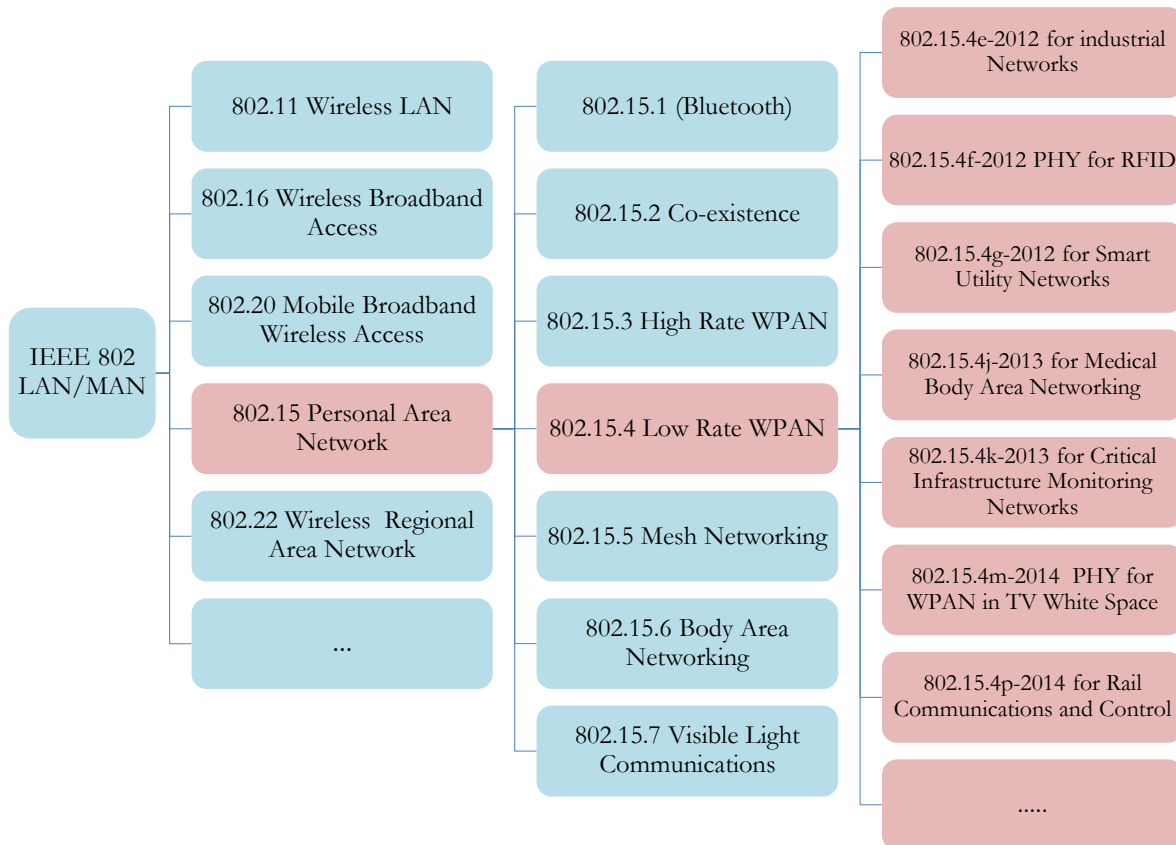 IEEE 802
LAN/MAN
802.11 Wireless LAN
802.16 Wireless Broadband
Access
802.20 Mobile Broadband
Wireless Access
802.15 Personal Area
Network
802.22 Wireless  Regional
Area Network
...
802.15.1 (Bluetooth)
802.15.2 Co-existence
802.15.3 High Rate WPAN
802.15.4 Low Rate WPAN
802.15.5 Mesh Networking
802.15.6 Body Area
Networking
802.15.7 Visible Light
Communications
802.15.4e-2012 for industrial
Networks
802.15.4f-2012 PHY for RFID
802.15.4g-2012 for Smart
Utility Networks
802.15.4j-2013 for Medical
Body Area Networking
802.15.4k-2013 for Critical
Infrastructure Monitoring
Networks
802.15.4m-2014  PHY for
WPAN in TV White Space
802.15.4p-2014 for Rail
Communications and Control
.....